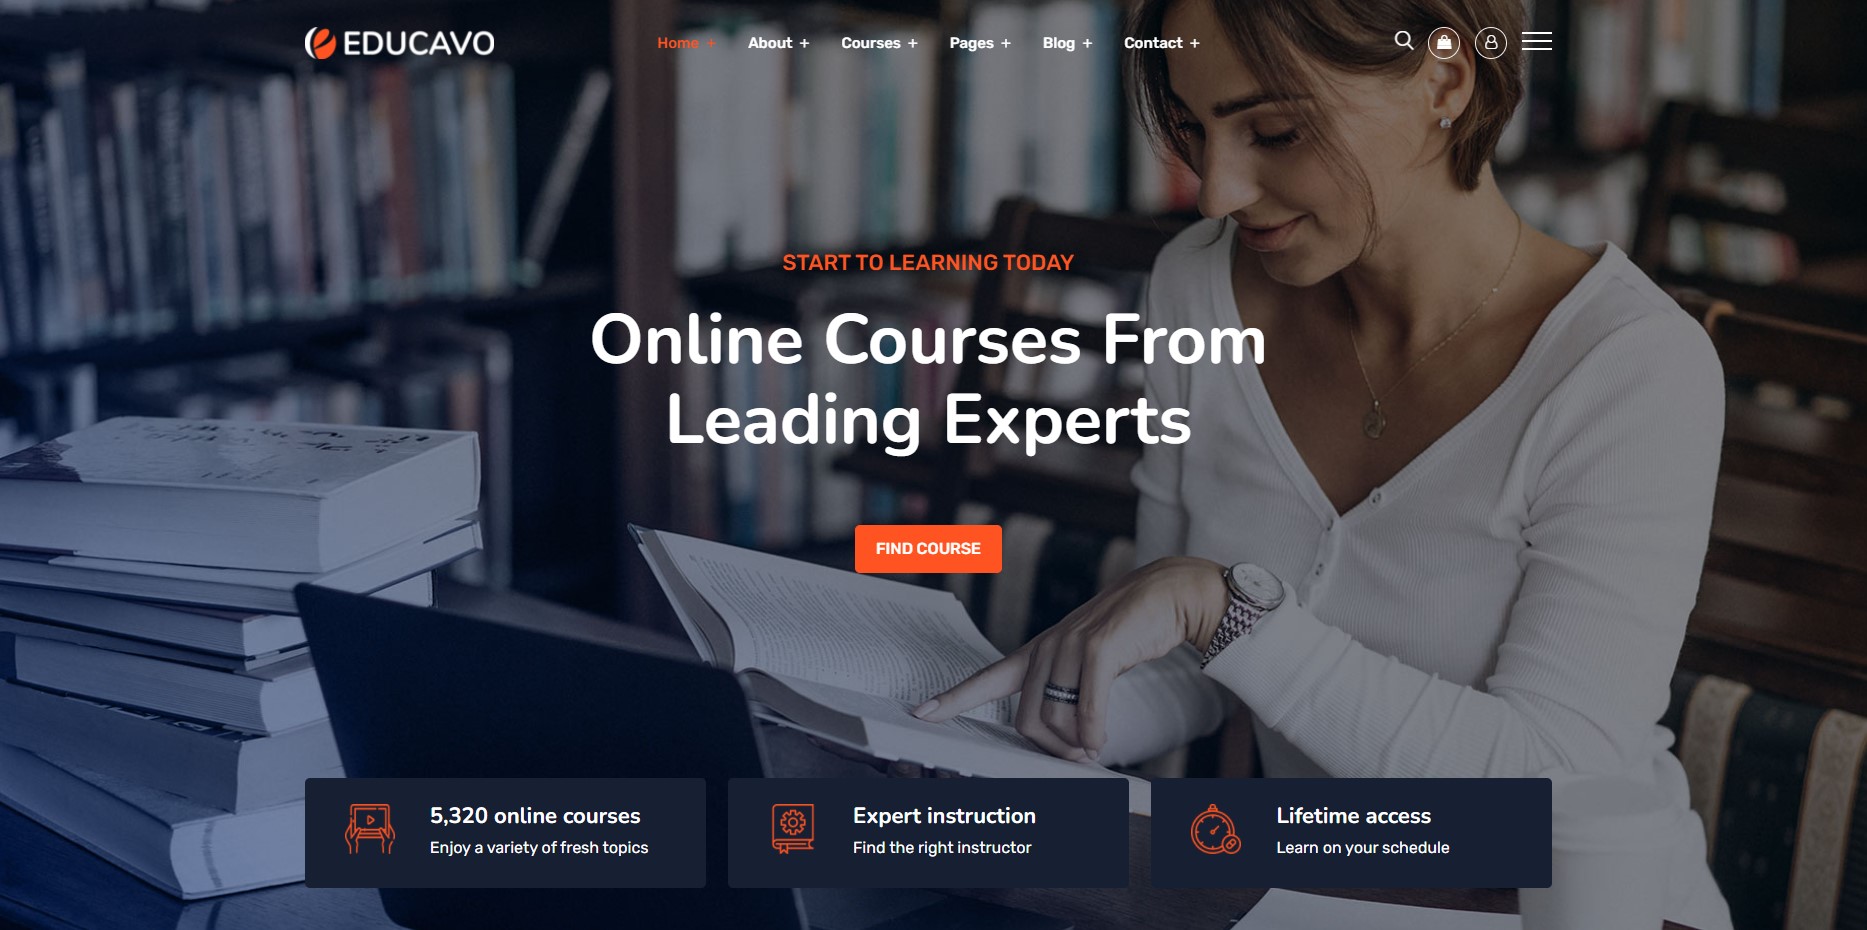 EDUCAVO
Home + About + Courses + Pages + Blog + Contact +
START TO LEARNING TODAY
Online Courses From
Leading Experts
FIND COURSE
5,320 online courses
Enjoy a variety of fresh topics
Expert instruction
Find the right instructor
Lifetime access
Learn on your schedule